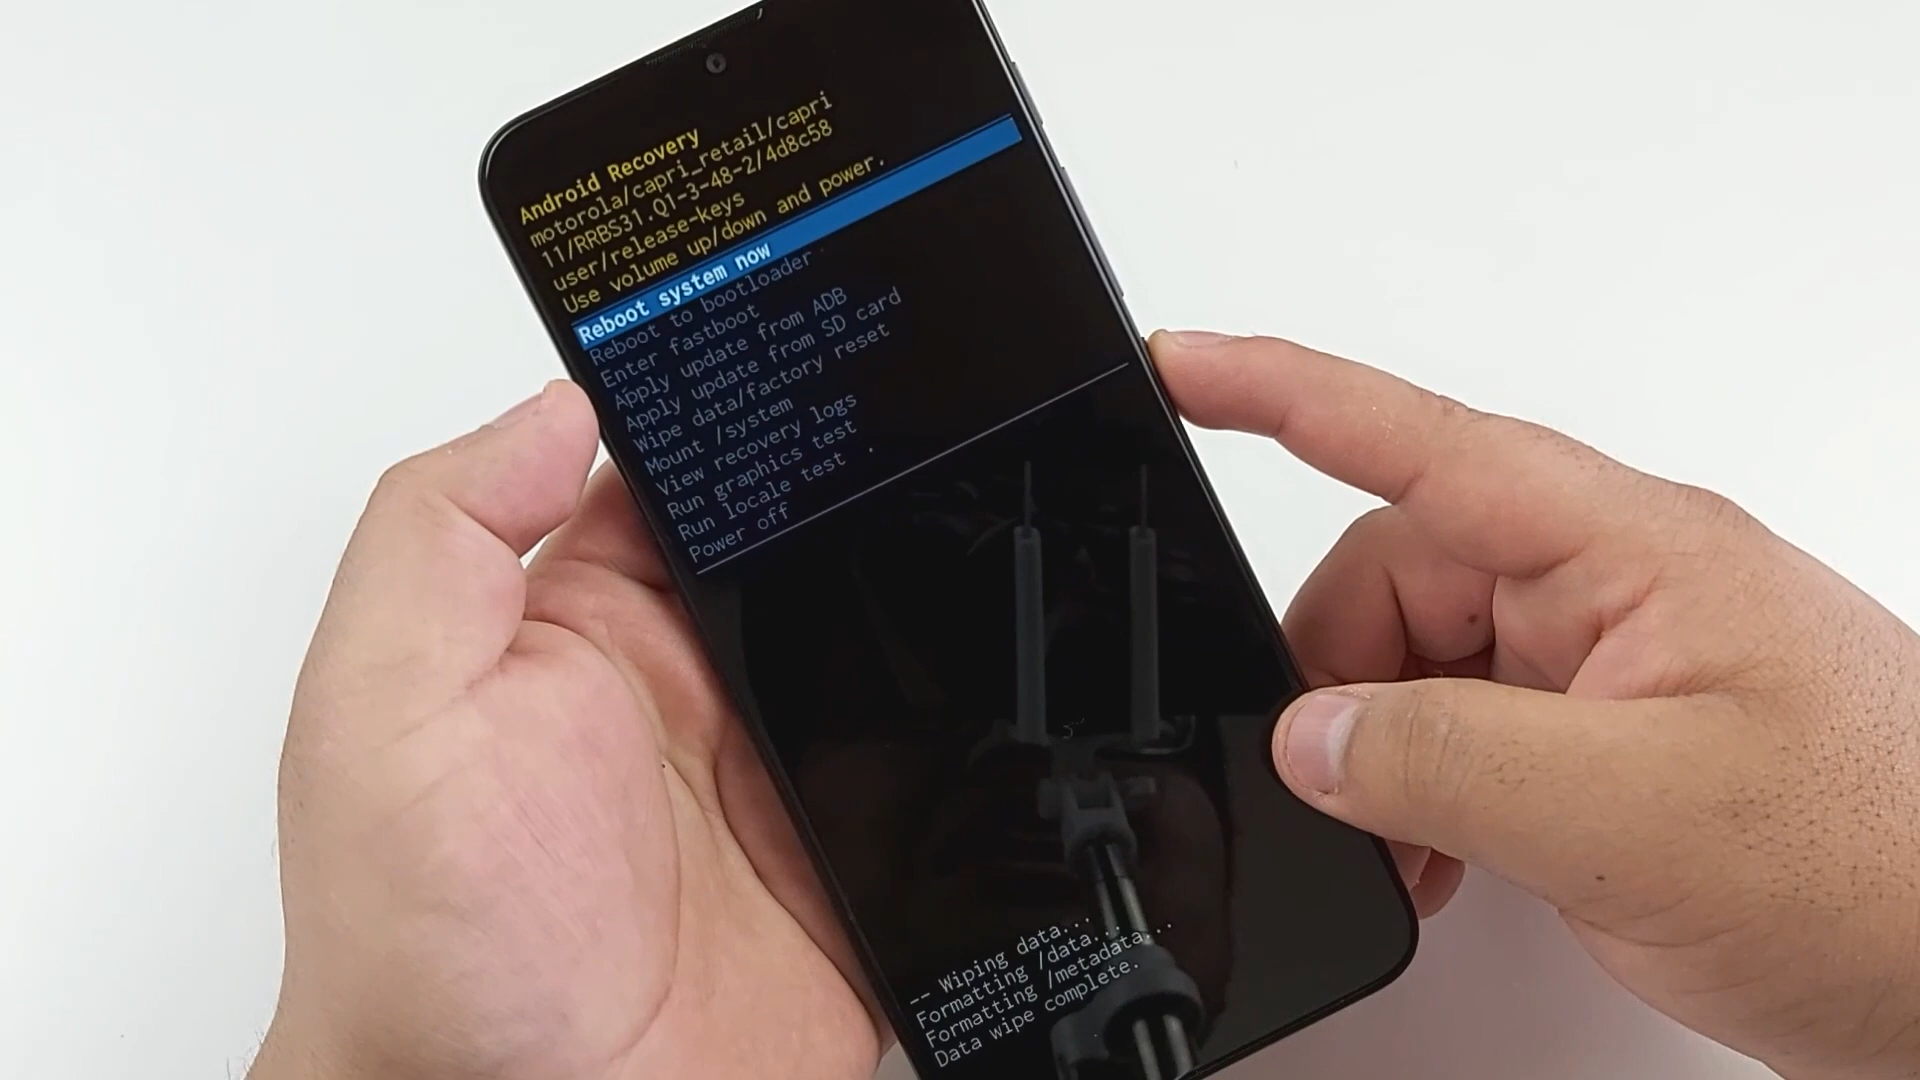 Android Recovery
motorola/capri_retail/capri
11/RRBS31.Q1-3-48-2/4d8c58
user/release-keys
Use volume up/down and power.
Reboot system now
Reboot to bootloader
Enter fastboot
Apply update from ADB
Apply update from SD card
Wipe data/factory reset
Mount /system
View recovery logs
Run graphics test
Run locale test
Power off
-- Wiping data...
Formatting /data...
Formatting /metadata...
Data wipe complete.